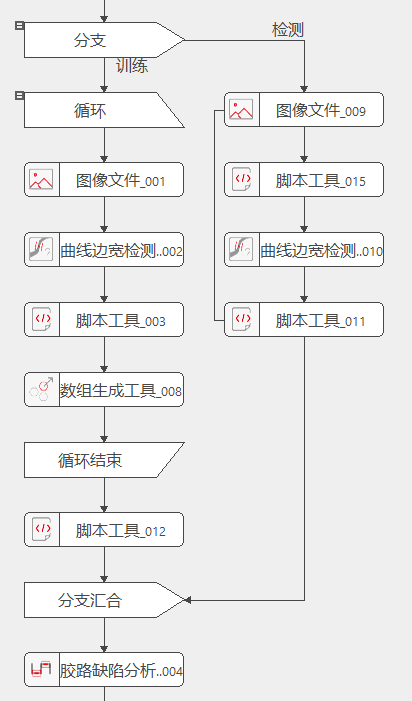 分支
检测
训练
循环
图像文件_001
曲线边宽检测..002
脚本工具_003
数组生成工具_008
循环结束
脚本工具_012
分支汇合
胶路缺陷分析..004
图像文件_009
脚本工具_015
曲线边宽检测..010
脚本工具_011